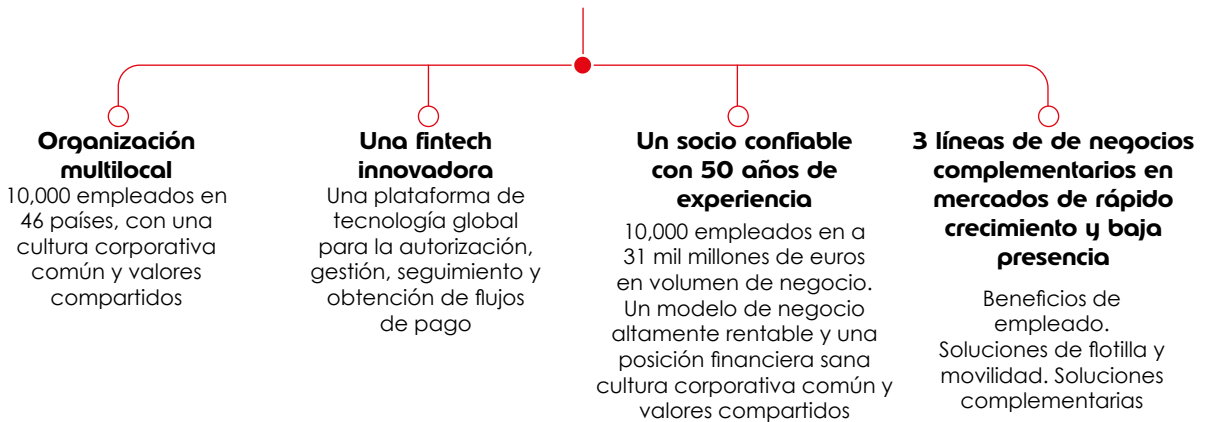 Organización
multilocal
10,000 empleados en
46 países, con una
cultura corporativa
común y valores
compartidos
Una fintech
innovadora
Una plataforma de
tecnología global
para la autorización,
gestión, seguimiento y
obtención de flujos
de pago
Un socio confiable
con 50 años de
experiencia
10,000 empleados en a
31 mil millones de euros
en volumen de negocio.
Un modelo de negocio
altamente rentable y una
posición financiera sana
cultura corporativa común y
valores compartidos
3 líneas de de negocios
complementarios en
mercados de rápido
crecimiento y baja
presencia
Beneficios de
empleado.
Soluciones de flotilla y
movilidad. Soluciones
complementarias